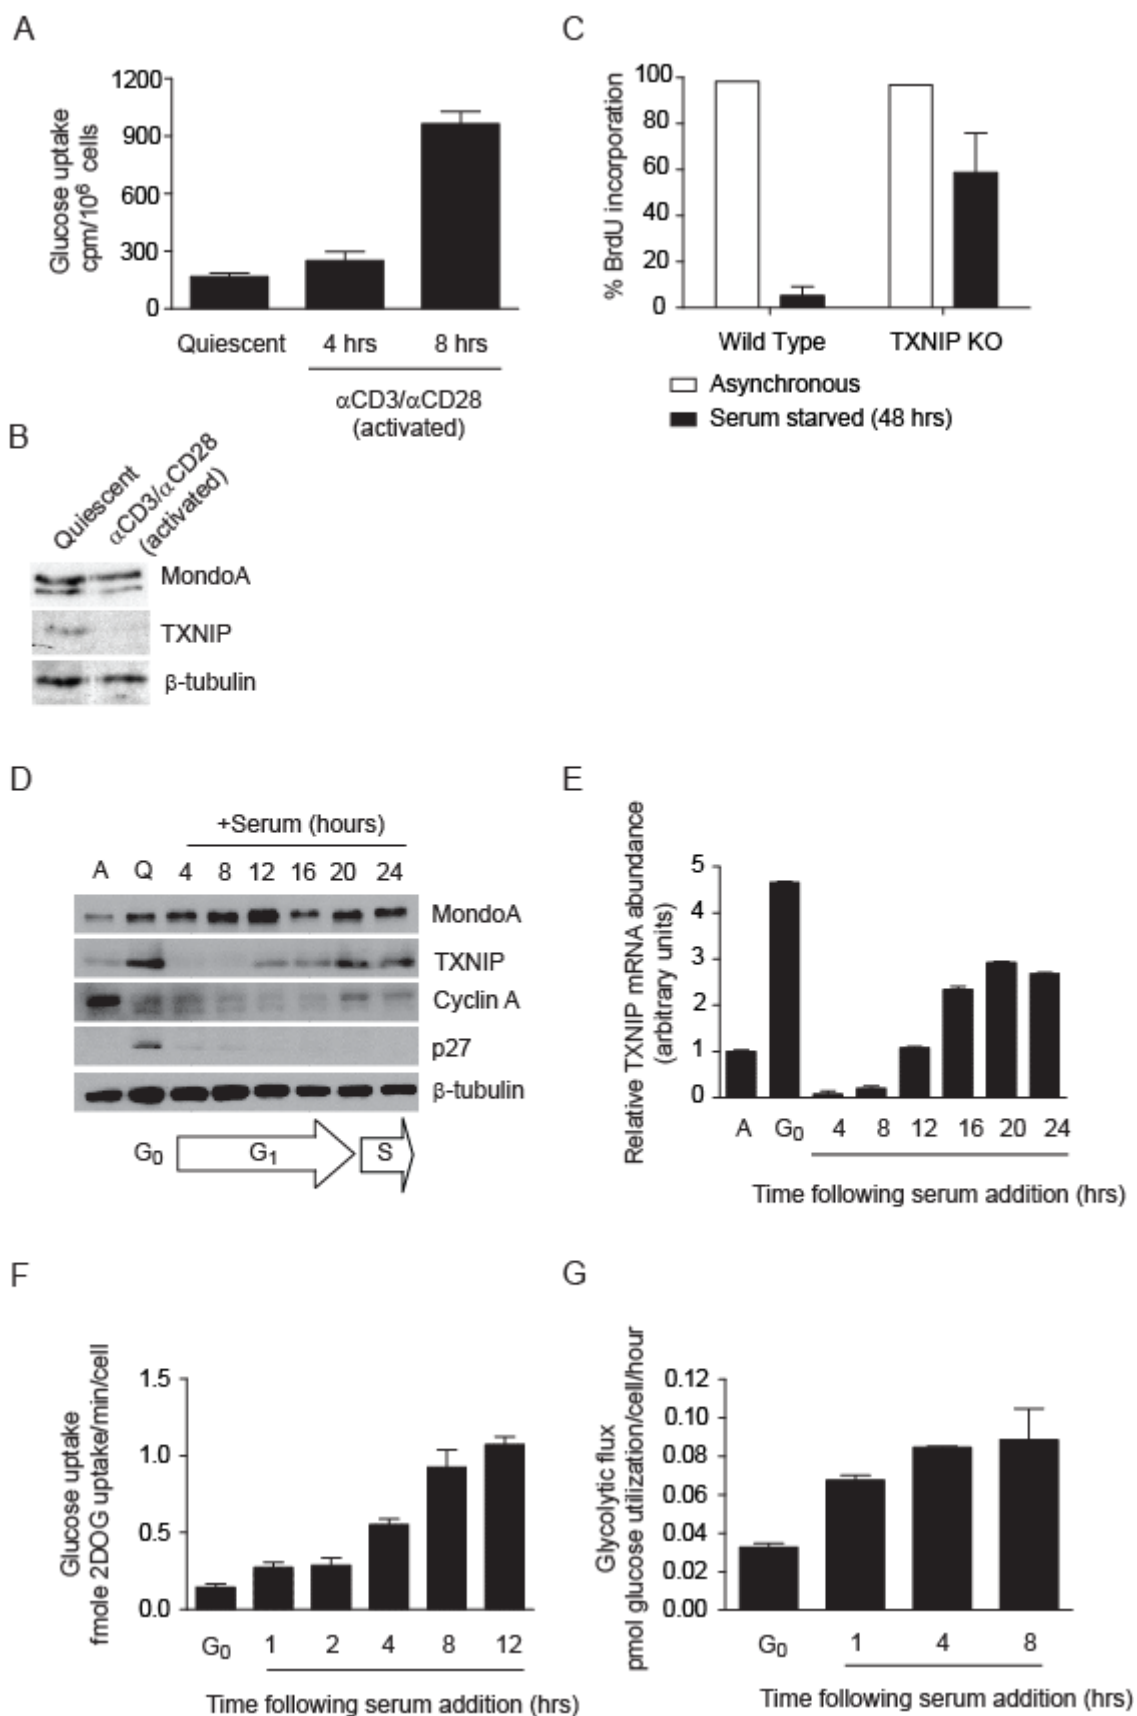 A
Glucose uptake
cpm/10⁶ cells
1200
900
600
300
0
Quiescent
4 hrs
8 hrs
αCD3/αCD28
(activated)
C
% BrdU incorporation
100
80
60
40
20
0
Wild Type
TXNIP KO
Asynchronous
Serum starved (48 hrs)
B
Quiescent
αCD3/αCD28
(activated)
MondoA
TXNIP
β-tubulin
D
+Serum (hours)
A Q 4 8 12 16 20 24
MondoA
TXNIP
Cyclin A
p27
β-tubulin
G₀ G₁ S
E
Relative TXNIP mRNA abundance
(arbitrary units)
5
4
3
2
1
0
A G₀ 4 8 12 16 20 24
Time following serum addition (hrs)
F
Glucose uptake
fmole 2DOG uptake/min/cell
1.5
1.0
0.5
0.0
G₀ 1 2 4 8 12
Time following serum addition (hrs)
G
Glycolytic flux
pmol glucose utilization/cell/hour
0.12
0.10
0.08
0.06
0.04
0.02
0.00
G₀ 1 4 8
Time following serum addition (hrs)